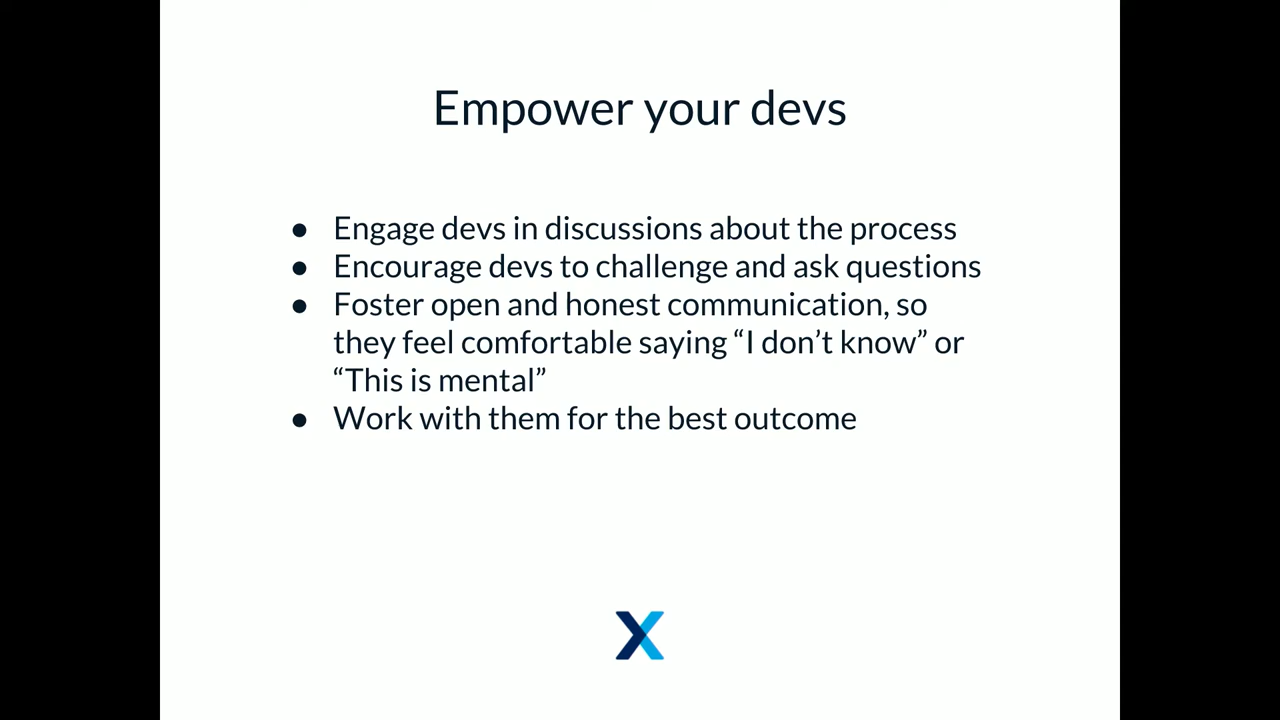 Empower your devs
● Engage devs in discussions about the process
● Encourage devs to challenge and ask questions
● Foster open and honest communication, so
they feel comfortable saying “I don’t know” or
“This is mental”
● Work with them for the best outcome
X